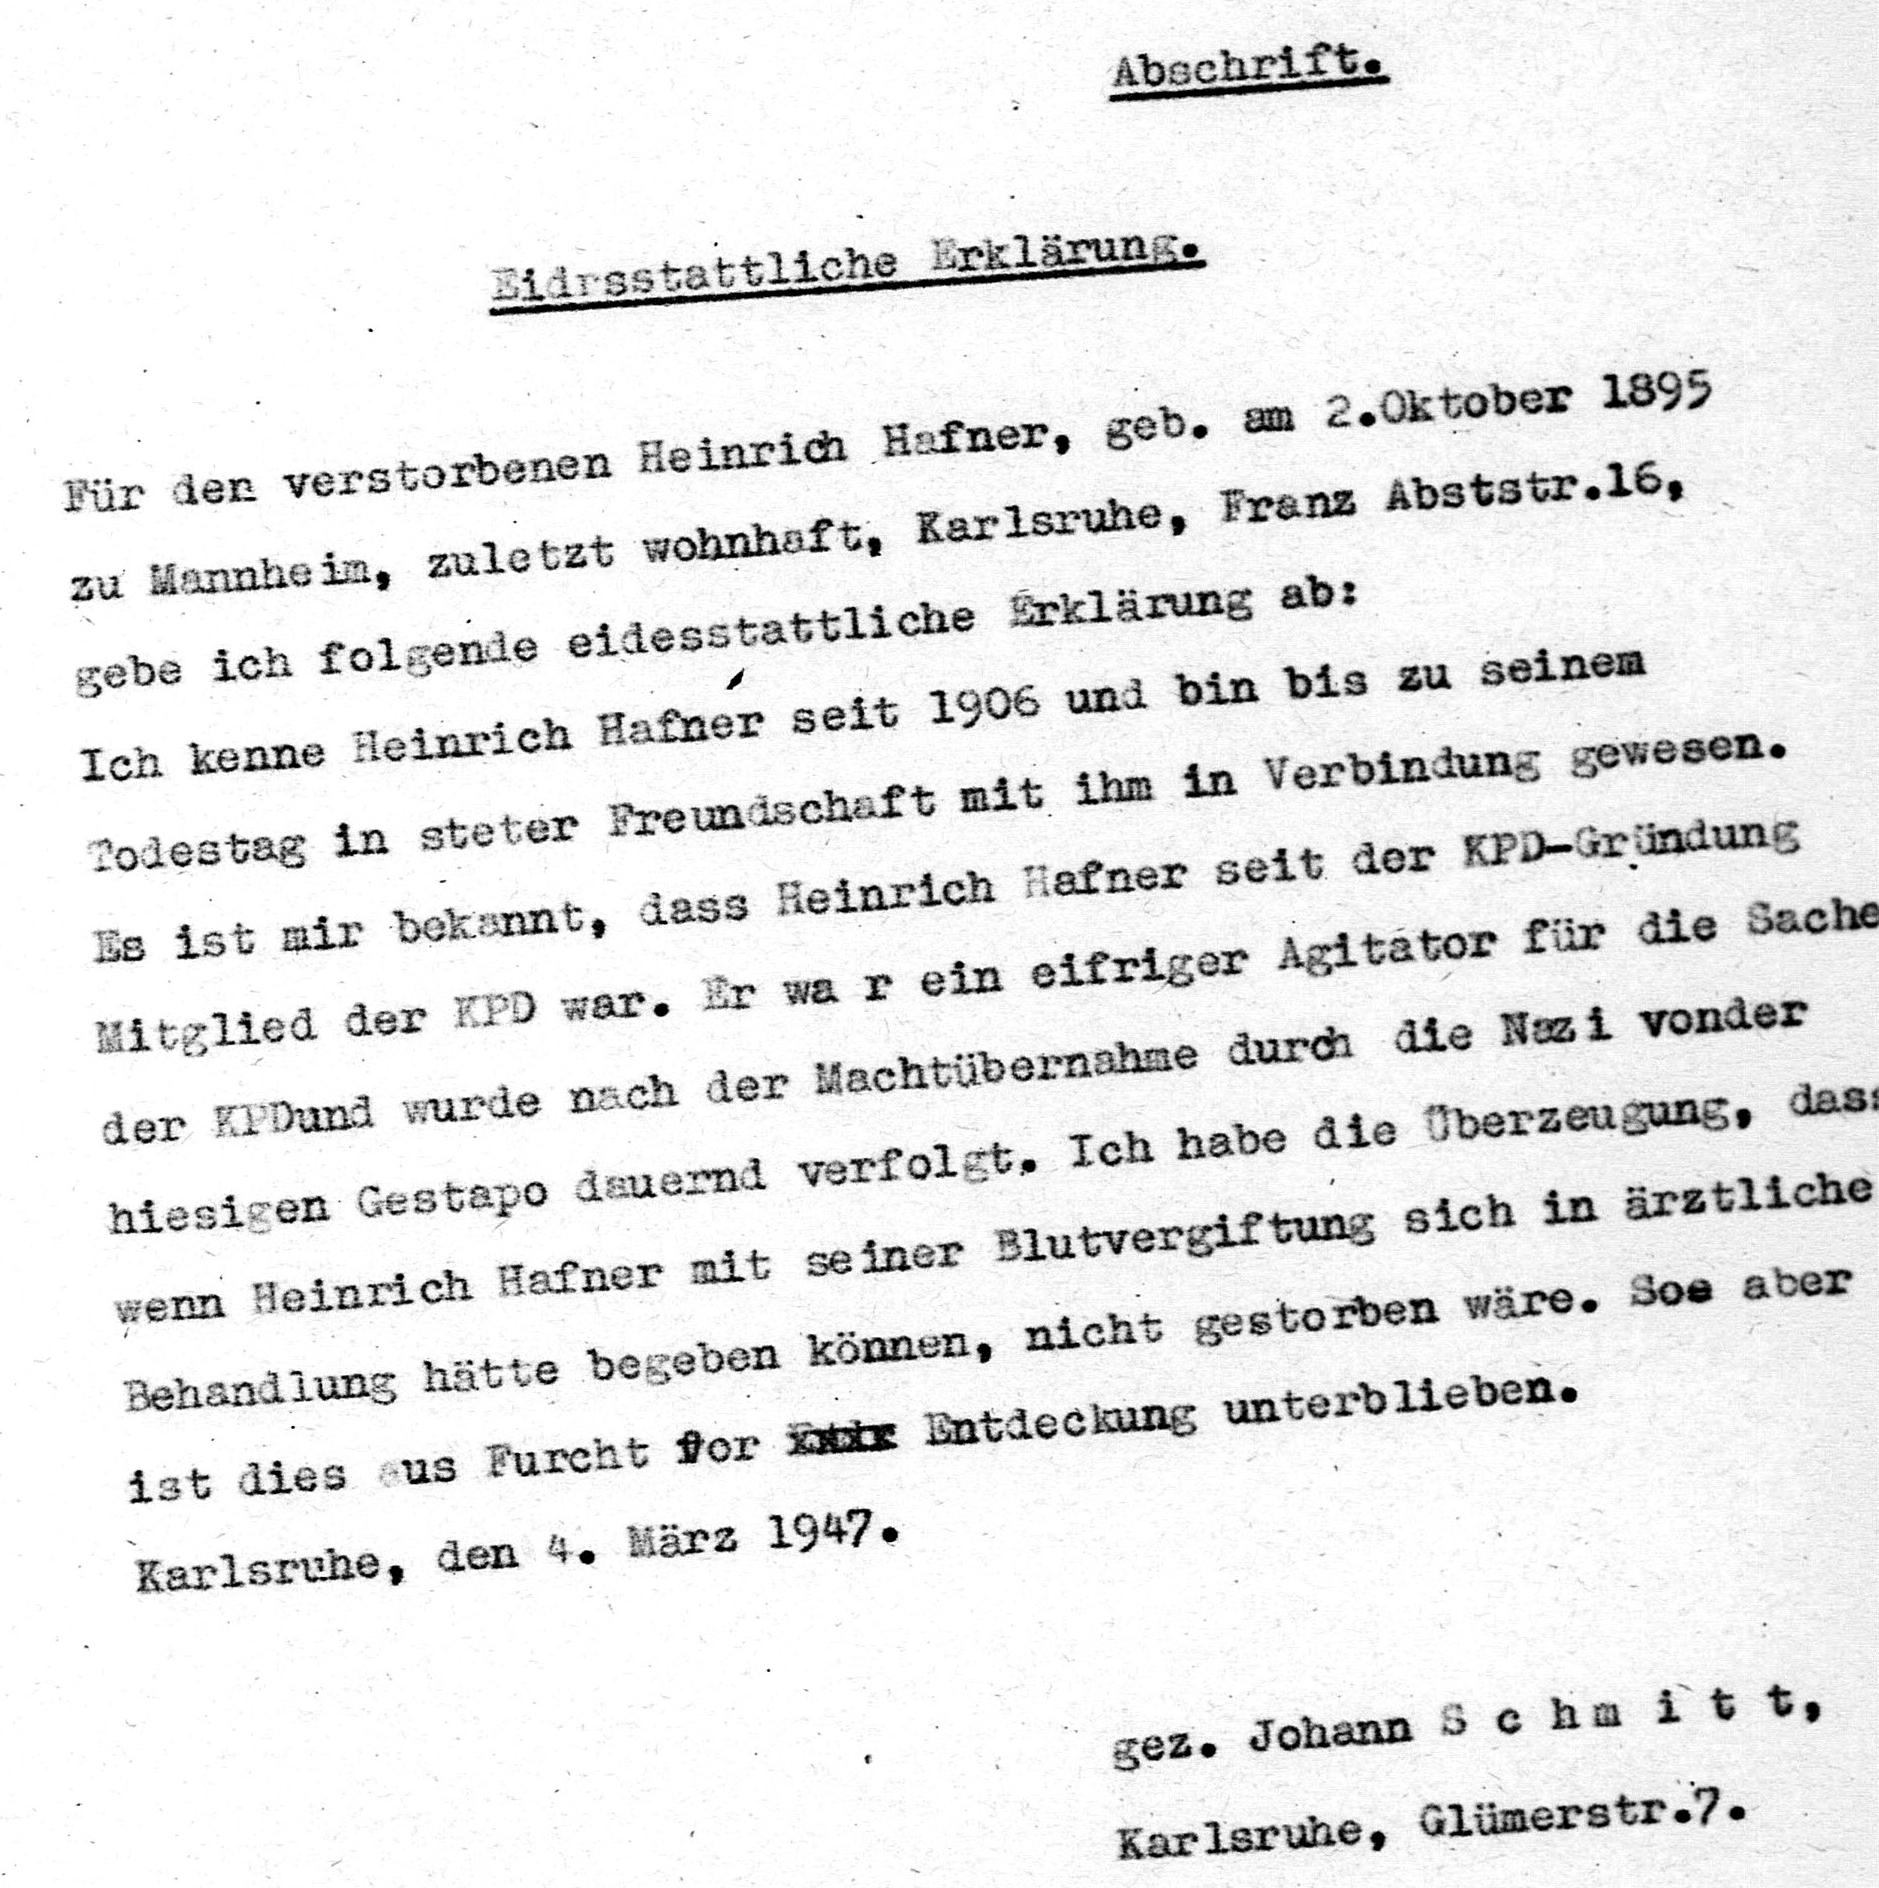 Abschrift.
Eidrsstattliche Erklärung.
Für den verstorbenen Heinrich Hafner, geb. am 2.Oktober 1895
zu Mannheim, zuletzt wohnhaft, Karlsruhe, Franz Abststr.16,
gebe ich folgende eidesstattliche Erklärung ab:
Ich kenne Heinrich Hafner seit 1906 und bin bis zu seinem
Todestag in steter Freundschaft mit ihm in Verbindung gewesen.
Es ist mir bekannt, dass Heinrich Hafner seit der KPD-Gründung
Mitglied der KPD war. Er wa r ein eifriger Agitator für die Sache
der KPDund wurde nach der Machtübernahme durch die Nazi vonder
hiesigen Gestapo dauernd verfolgt. Ich habe die Überzeugung, dass
wenn Heinrich Hafner mit seiner Blutvergiftung sich in ärztliche
Behandlung hätte begeben können, nicht gestorben wäre. Soe aber
ist dies aus Furcht vor Entdeckung unterblieben.
Karlsruhe, den 4. März 1947.
gez. Johann S c h m i t t,
Karlsruhe, Glümerstr.7.